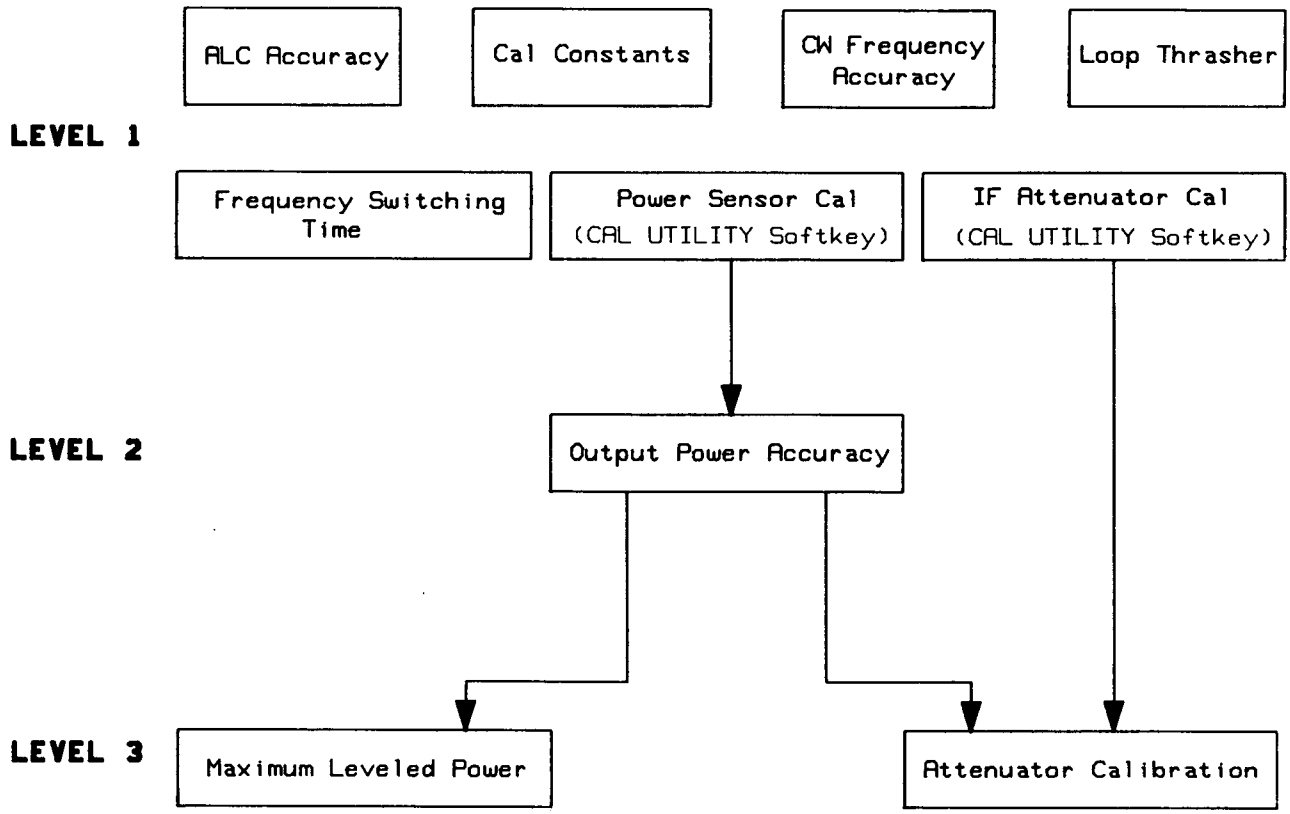 ALC Accuracy
Cal Constants
CW Frequency
Accuracy
Loop Thrasher
LEVEL 1
Frequency Switching
Time
Power Sensor Cal
(CAL UTILITY Softkey)
IF Attenuator Cal
(CAL UTILITY Softkey)
LEVEL 2
Output Power Accuracy
LEVEL 3
Maximum Leveled Power
Attenuator Calibration